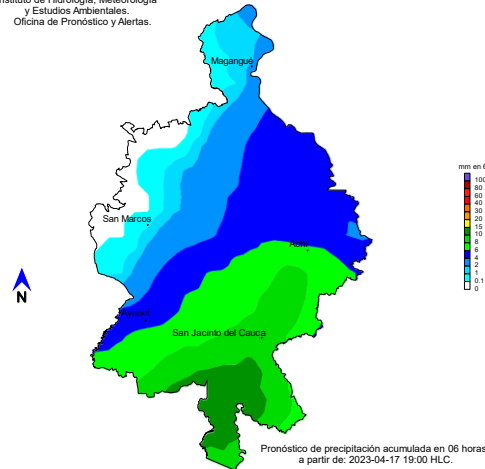 nstituto de Hidrología, Meteorología
y Estudios Ambientales.
Oficina de Pronóstico y Alertas.
Magangué
San Marcos
Achí
San Jacinto del Cauca
N
mm en 6
100
80
60
40
30
20
15
10
8
6
4
2
1
0.1
0
Pronóstico de precipitación acumulada en 06 horas
a partir de: 2023-04-17 19:00 HLC.